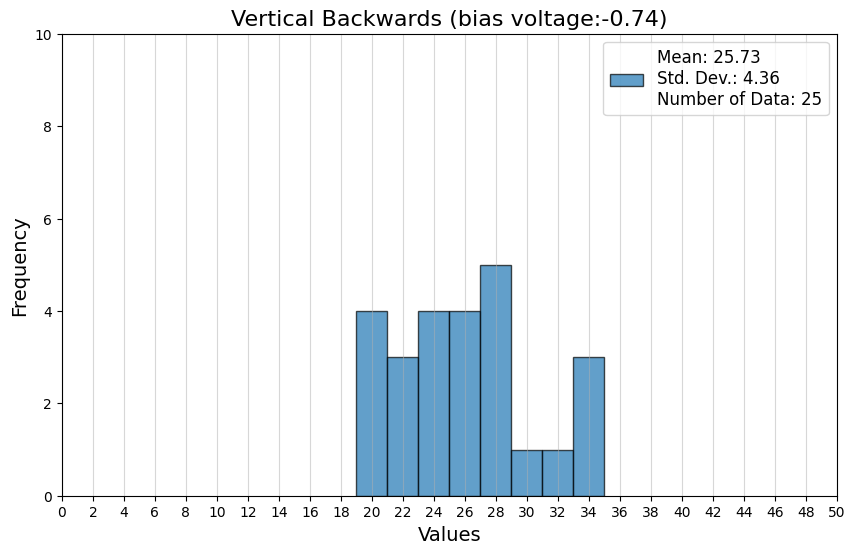 Vertical Backwards (bias voltage:-0.74)
Mean: 25.73
Std. Dev.: 4.36
Number of Data: 25
Frequency
10
8
6
4
2
0
0 2 4 6 8 10 12 14 16 18 20 22 24 26 28 30 32 34 36 38 40 42 44 46 48 50
Values